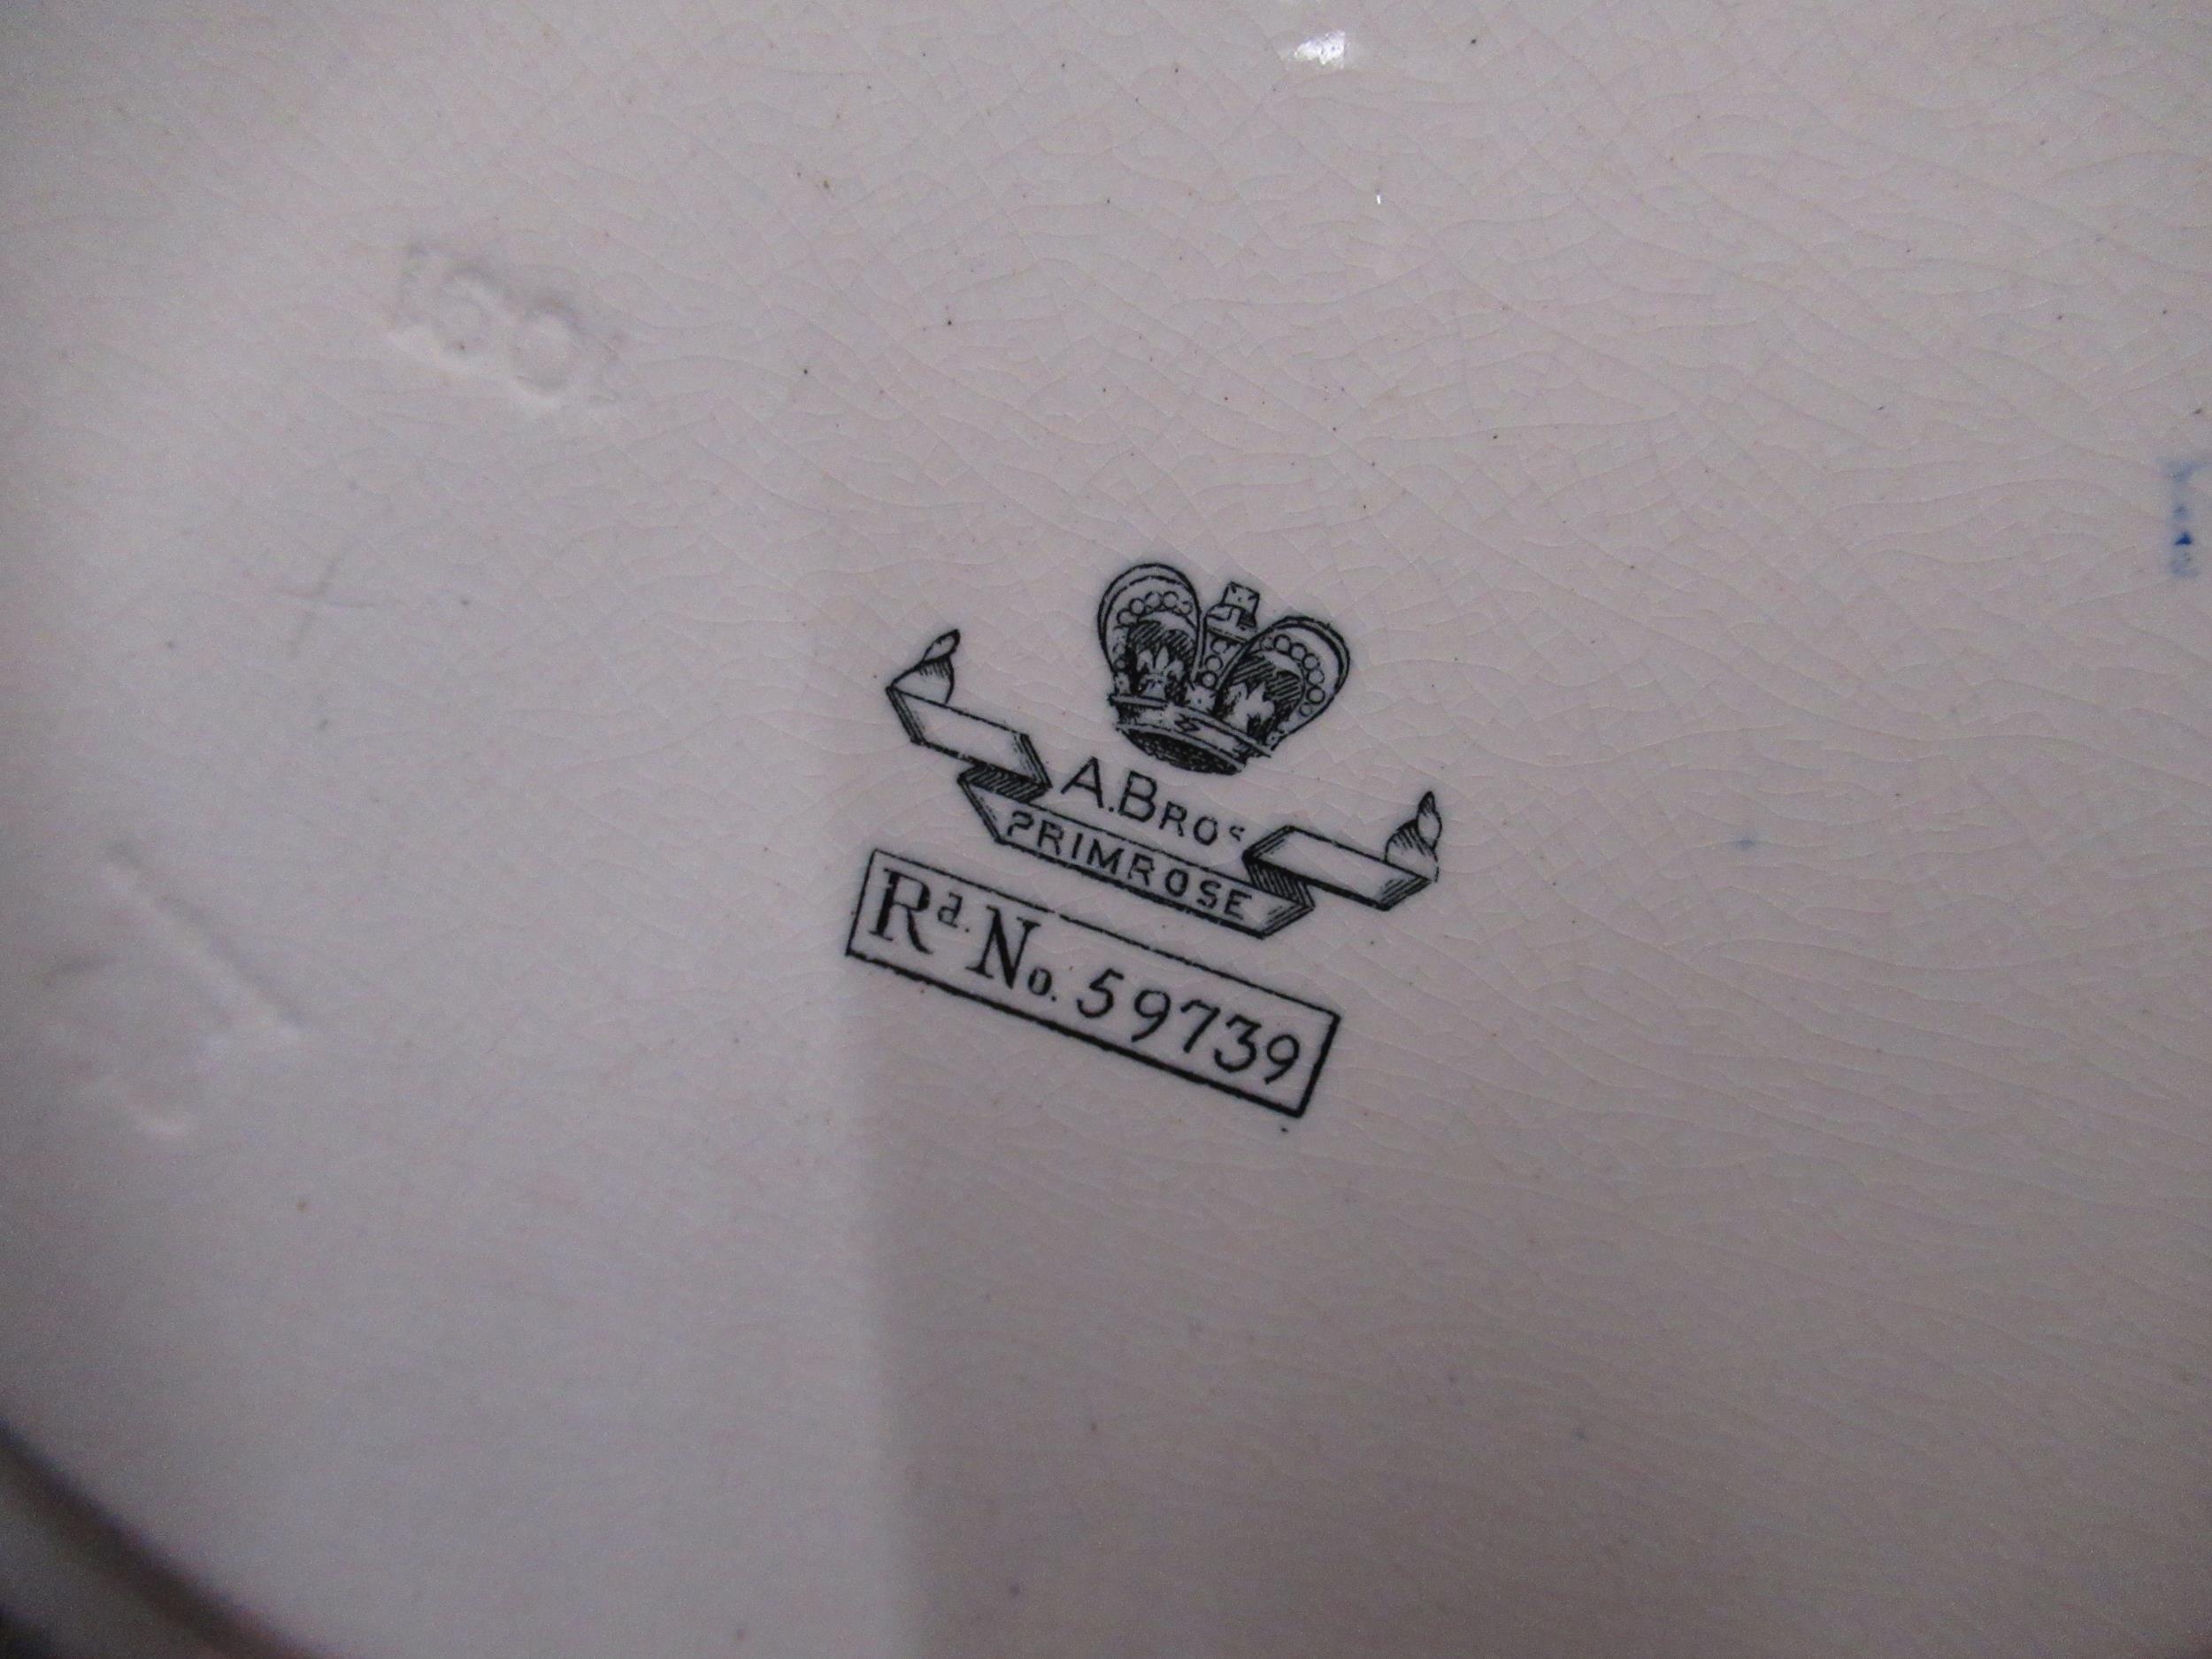 A. BROS
PRIMROSE
Rd. No. 59739